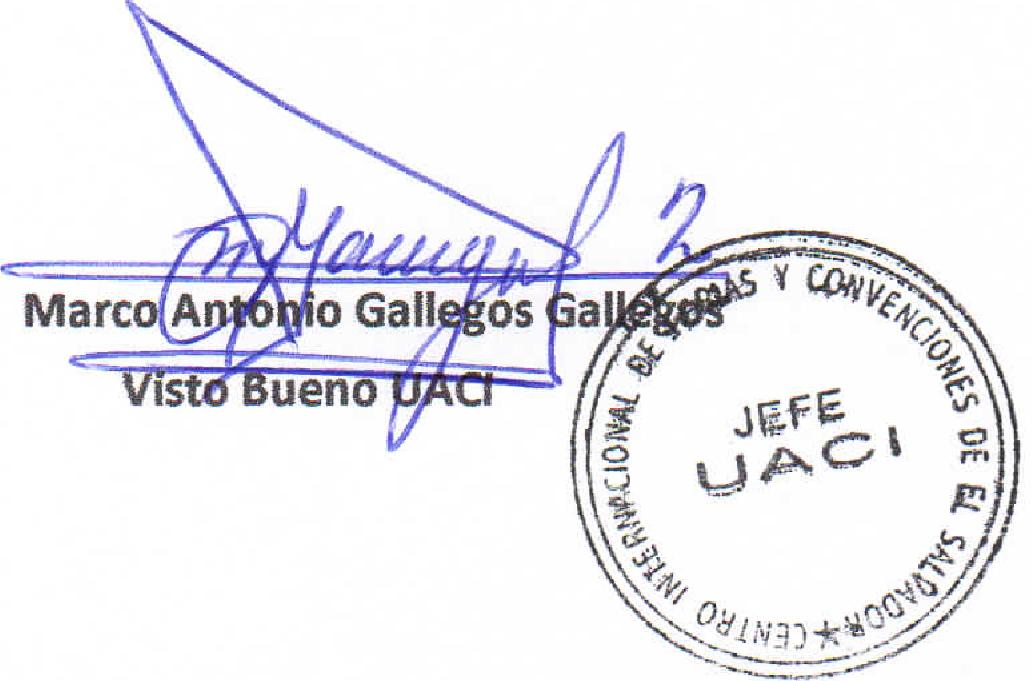 Marco Antonio Gallegos Gallegos
Visto Bueno UACI
CENTRO INTERNACIONAL DE FERIAS Y CONVENCIONES DE EL SALVADOR
JEFE
UACI